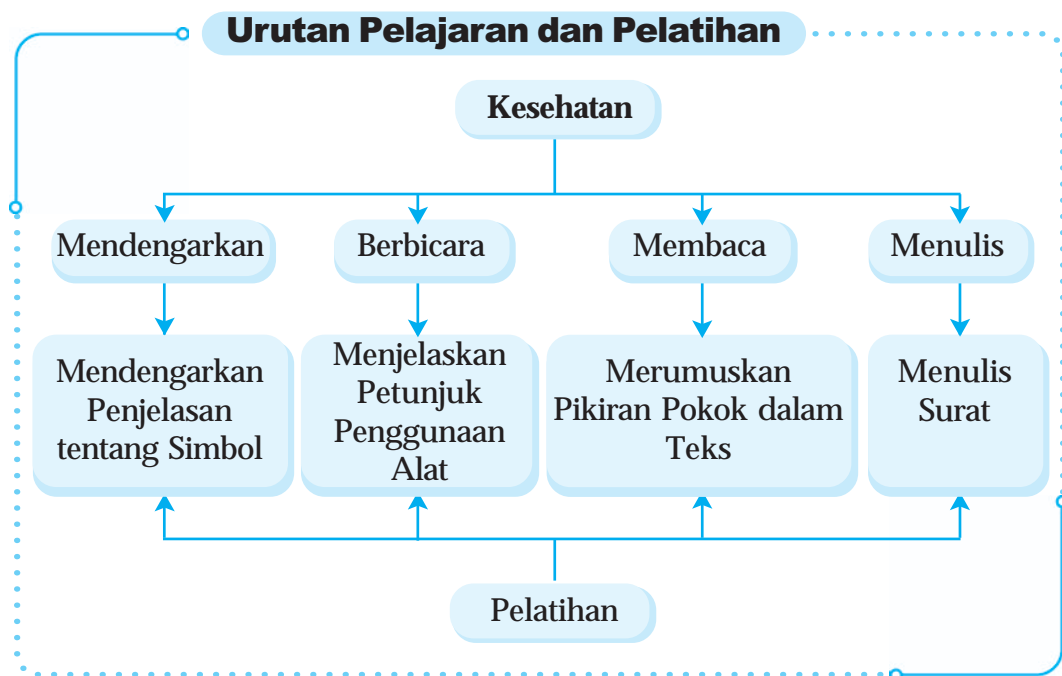 Urutan Pelajaran dan Pelatihan
Kesehatan
Mendengarkan
Berbicara
Membaca
Menulis
Mendengarkan
Penjelasan
tentang Simbol
Menjelaskan
Petunjuk
Penggunaan
Alat
Merumuskan
Pikiran Pokok dalam
Teks
Menulis
Surat
Pelatihan